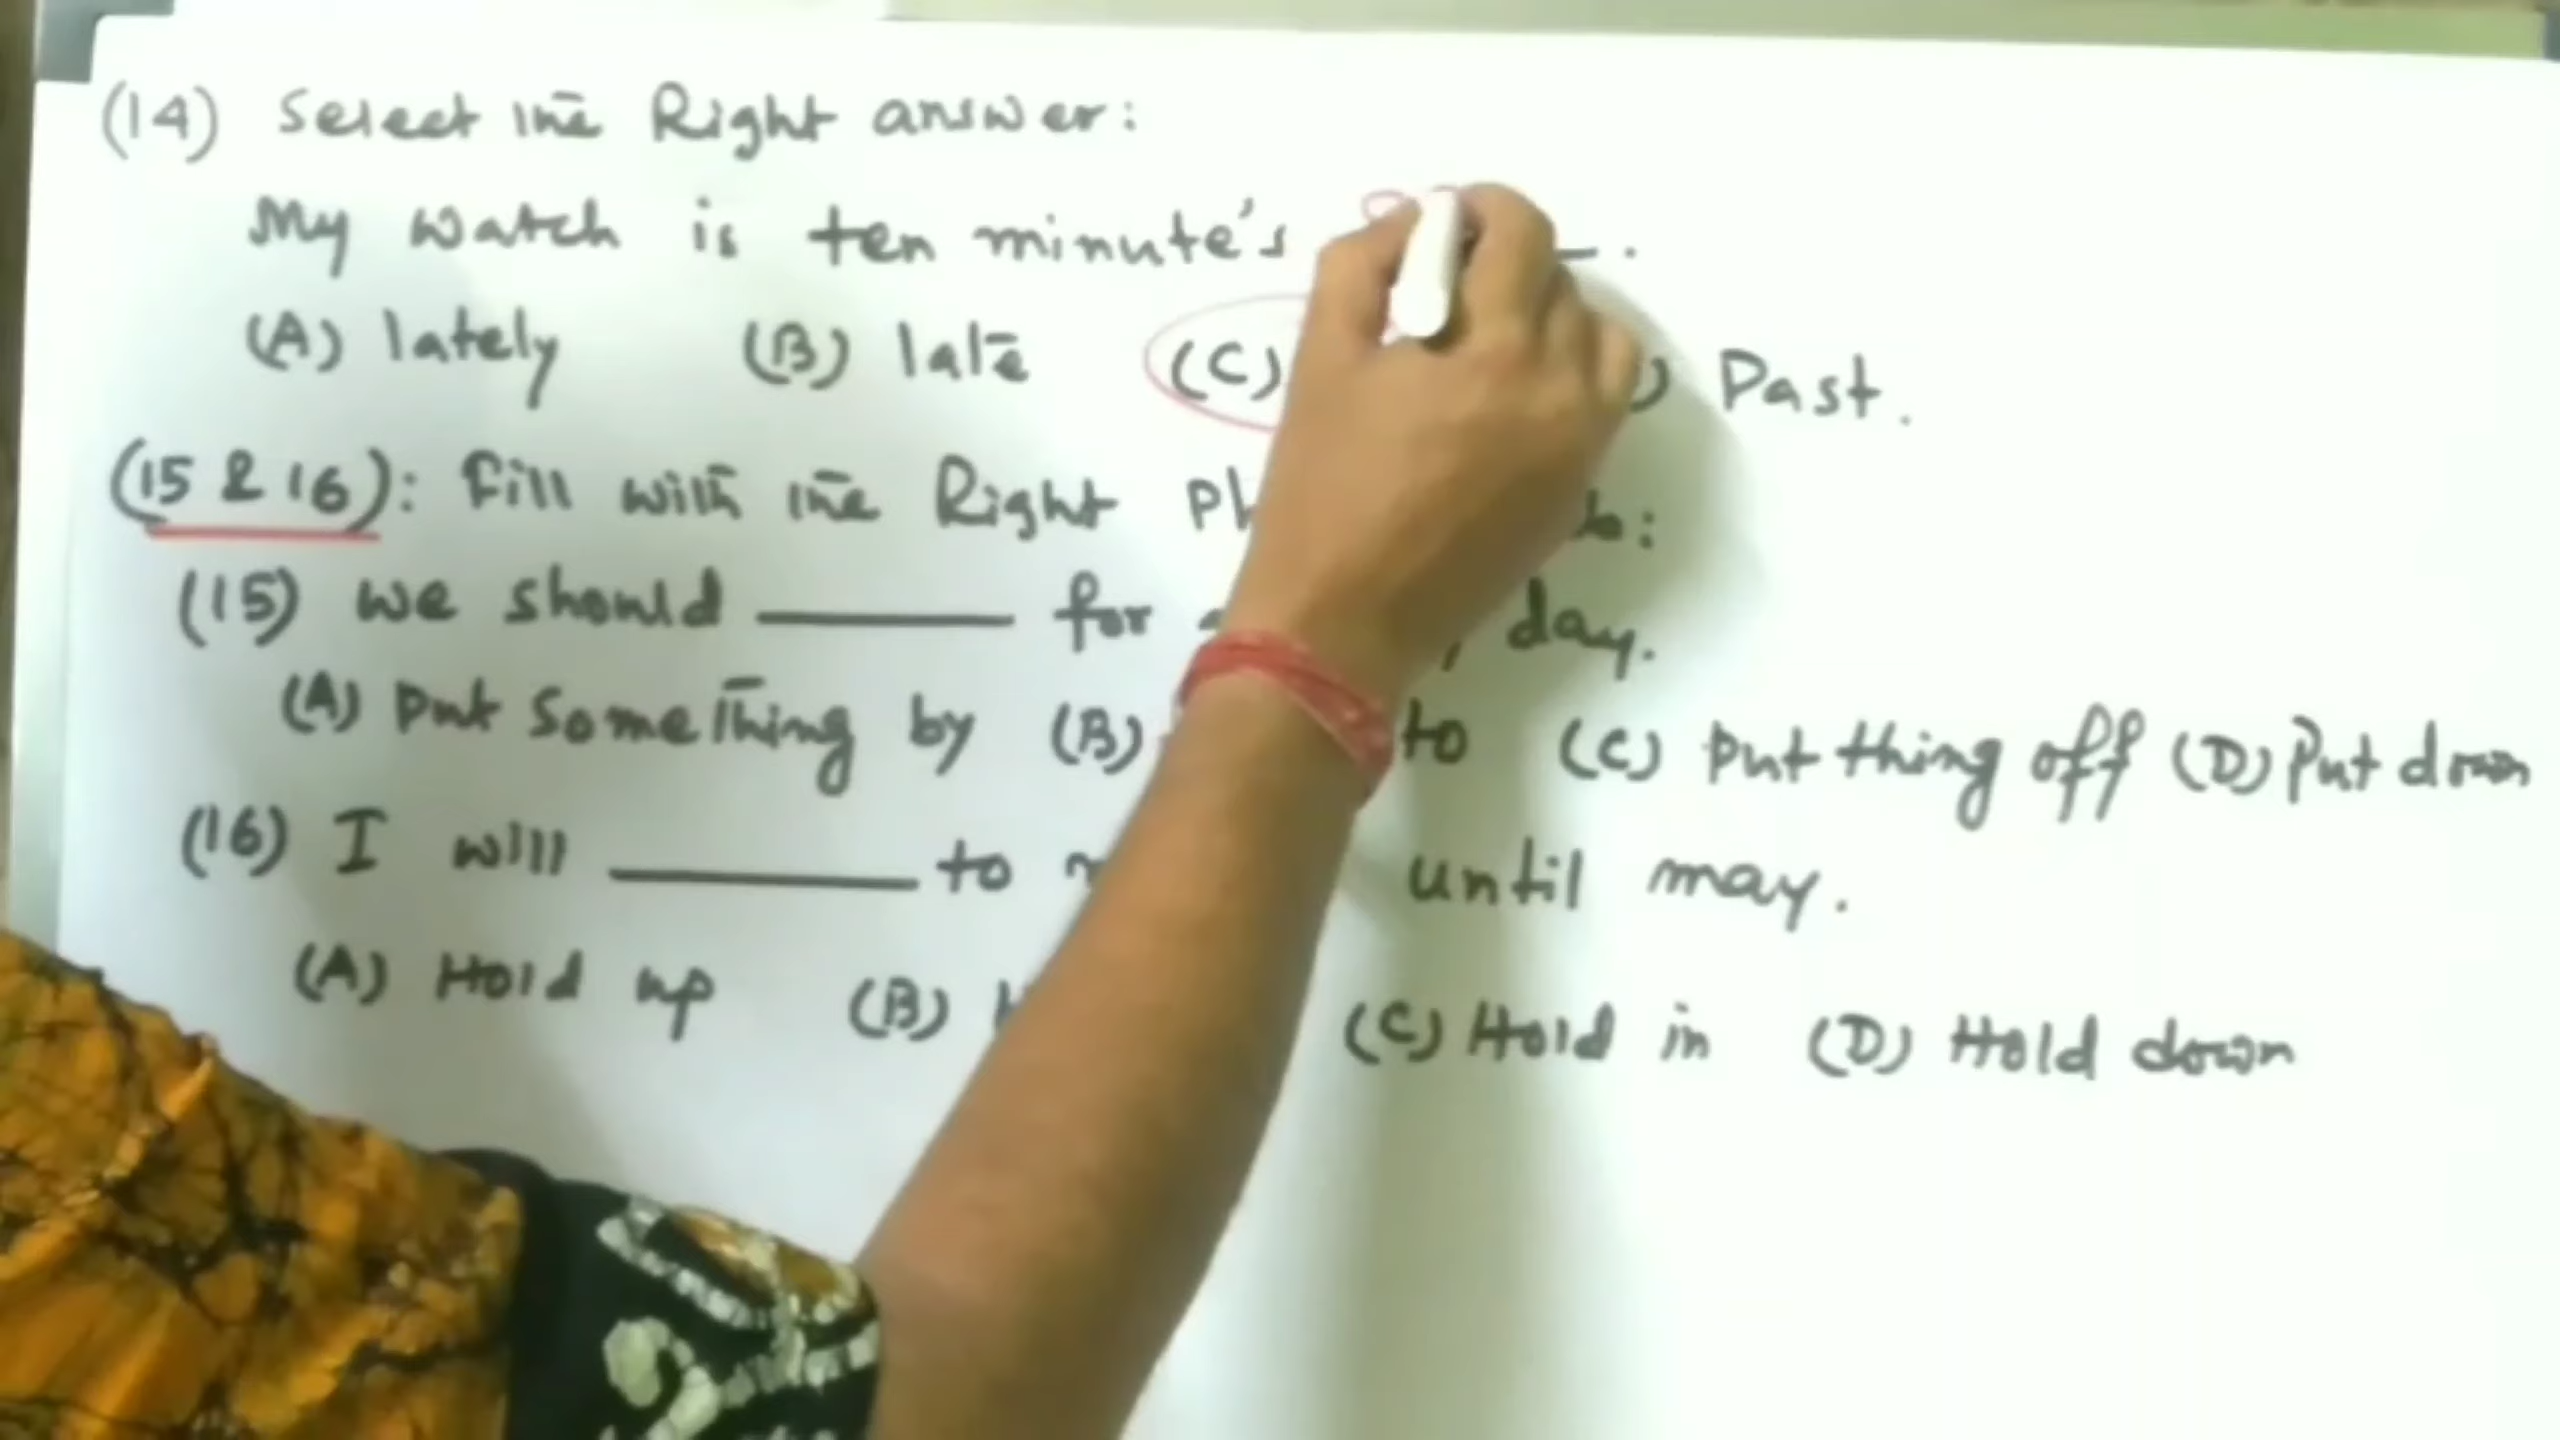 (14) Select the Right answer:
My watch is ten minute's .
(A) lately (B) late (C) Past.
(15 & 16): Fill with the Right
(15) we should ______ for day.
(A) put something by (B) to (C) put thing off (D) Put down
(16) I will ______ to until may.
(A) Hold up (B) (C) Hold in (D) Hold down